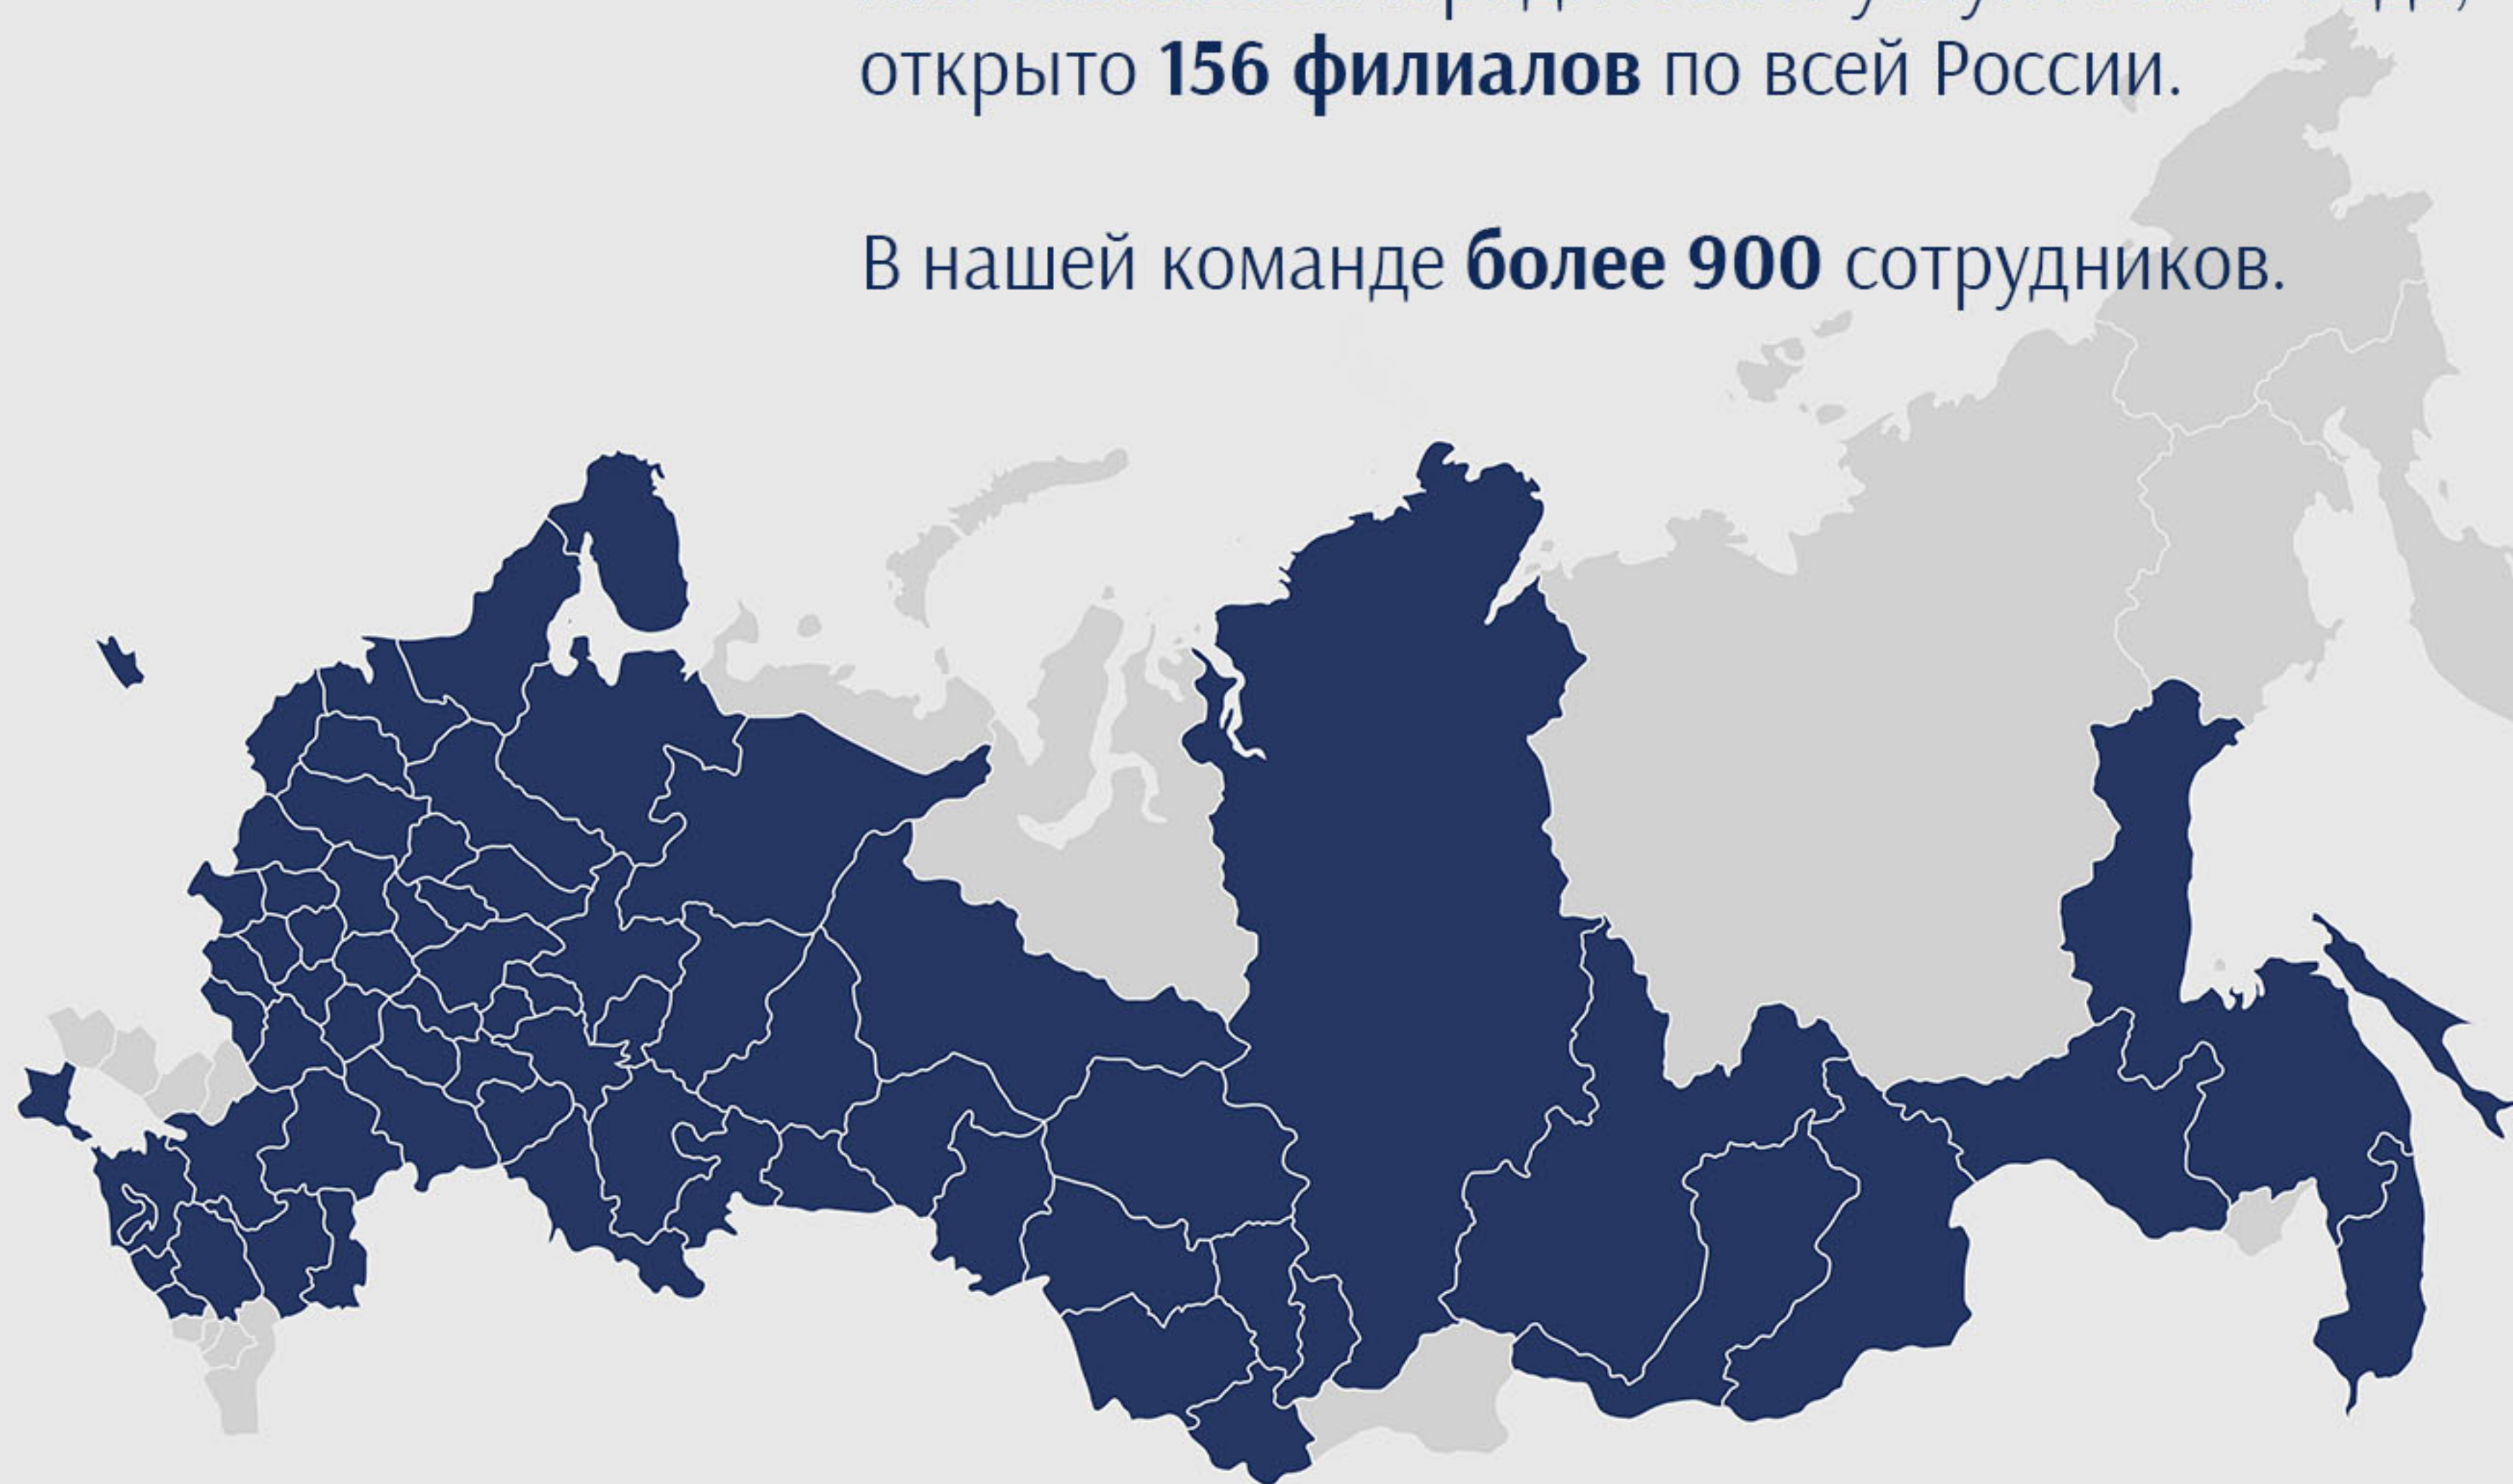 открыто 156 филиалов по всей России.
В нашей команде более 900 сотрудников.